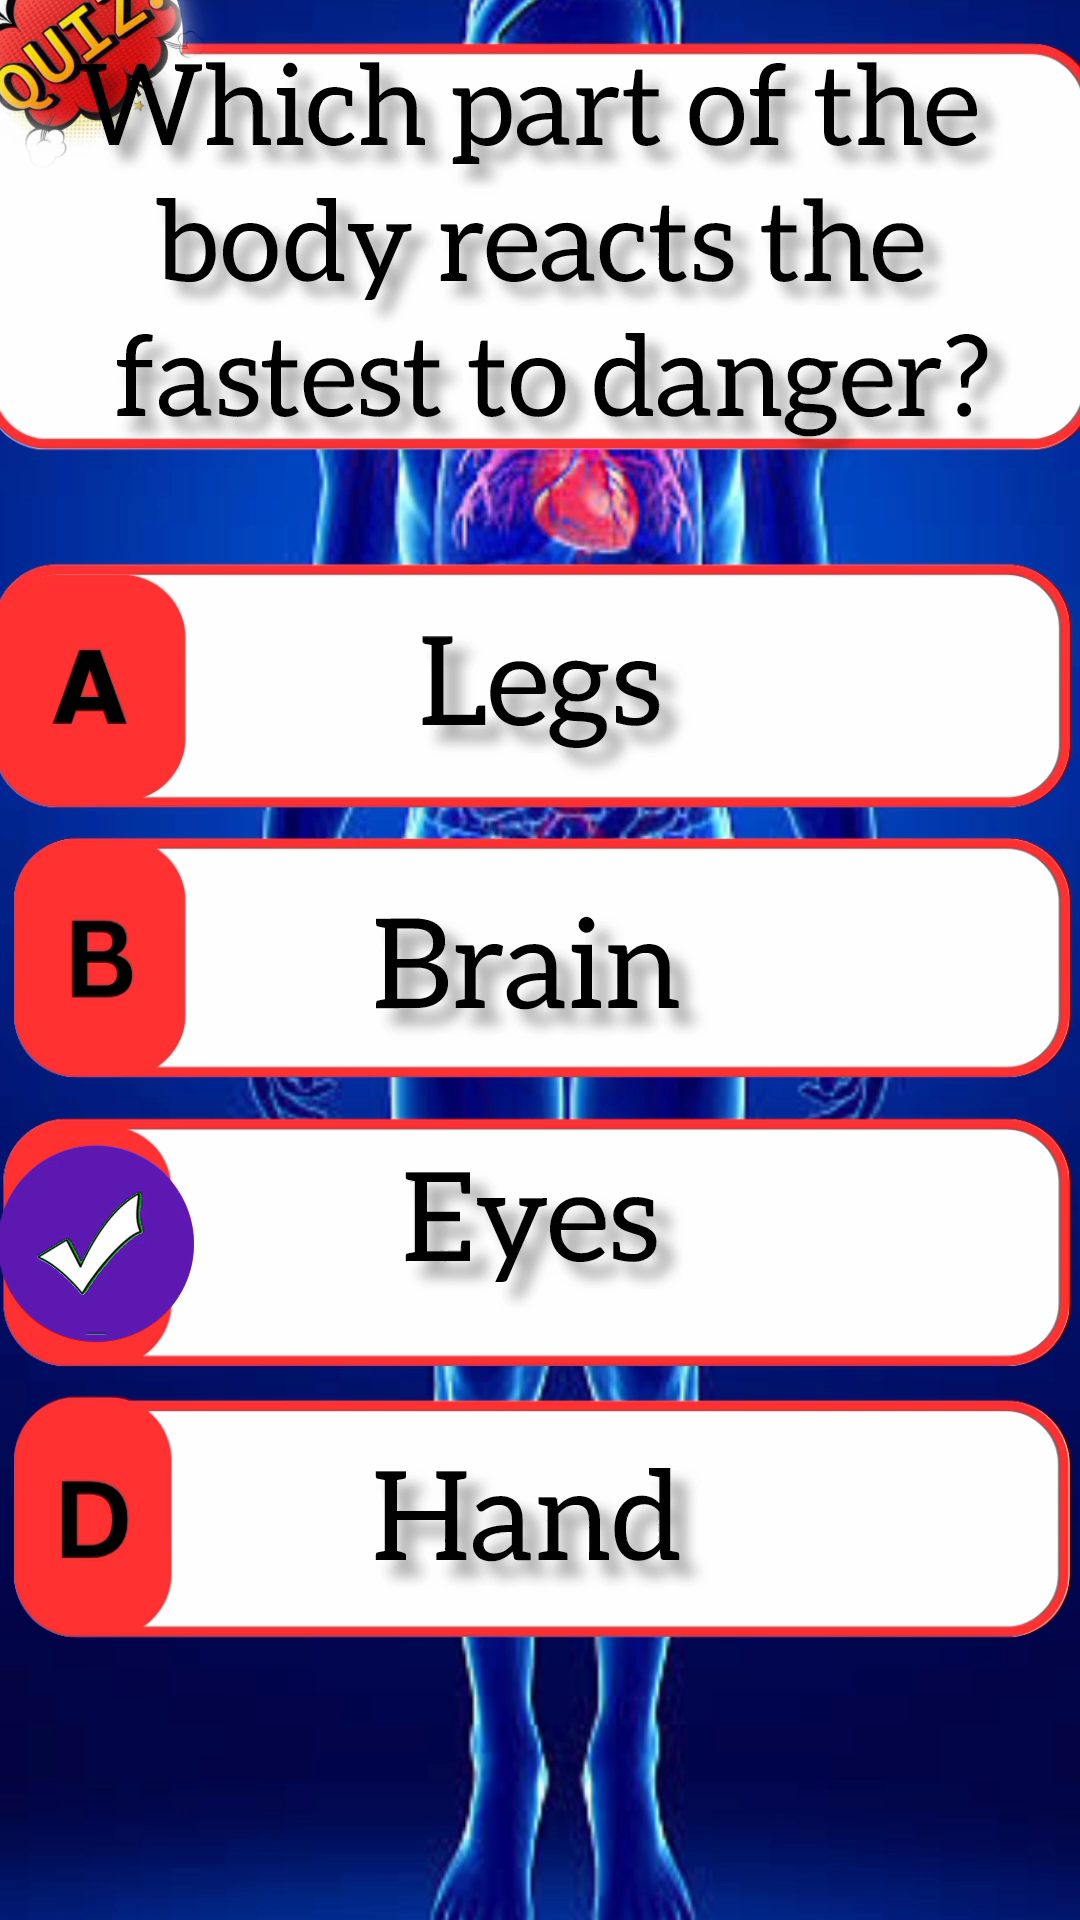 QUIZ!
Which part of the
body reacts the
fastest to danger?
A
Legs
B
Brain
Eyes
D
Hand